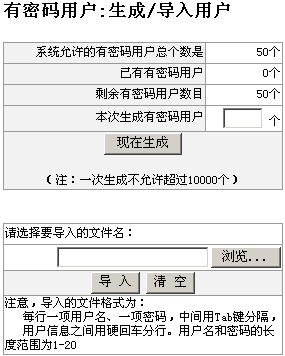 有密码用户:生成/导入用户
系统允许的有密码用户总个数是 50个
已有有密码用户 0个
剩余有密码用户数目 50个
本次生成有密码用户 个
现在生成
（注：一次生成不允许超过10000个）
请选择要导入的文件名：
浏览...
导 入 清 空
注意，导入的文件格式为：
每行一项用户名、一项密码，中间用Tab键分隔，
用户信息之间用硬回车分行。用户名和密码的长
度范围为1-20